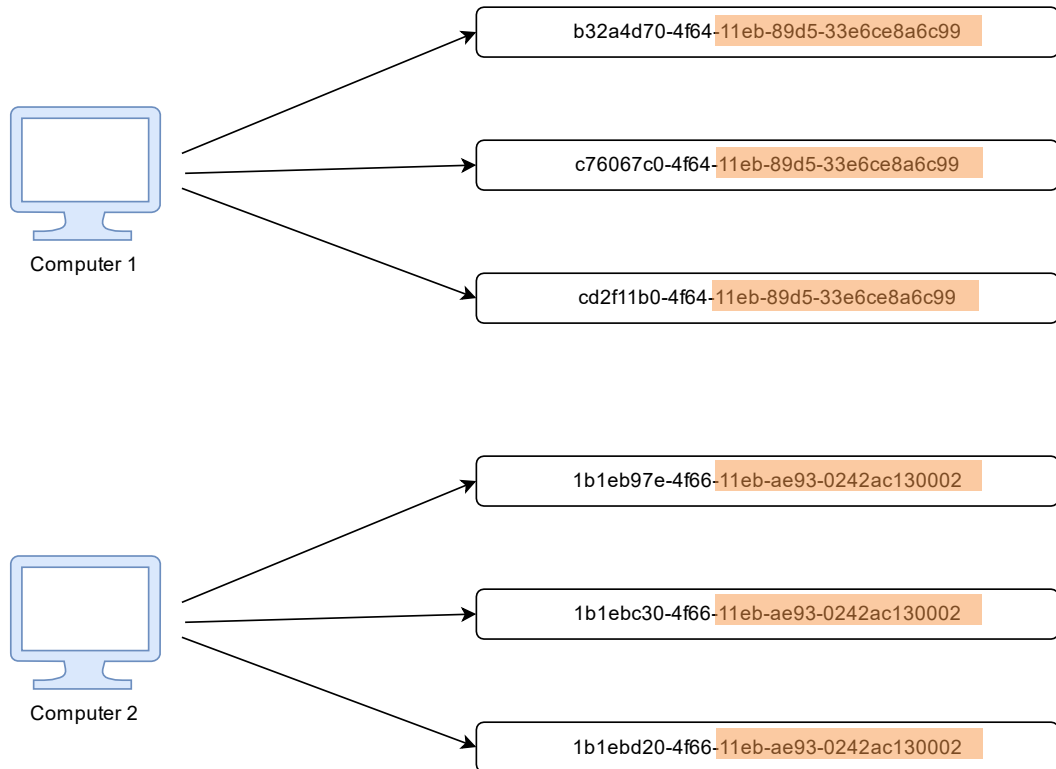 b32a4d70-4f64-11eb-89d5-33e6ce8a6c99
c76067c0-4f64-11eb-89d5-33e6ce8a6c99
Computer 1
cd2f11b0-4f64-11eb-89d5-33e6ce8a6c99
1b1eb97e-4f66-11eb-ae93-0242ac130002
1b1ebc30-4f66-11eb-ae93-0242ac130002
Computer 2
1b1ebd20-4f66-11eb-ae93-0242ac130002